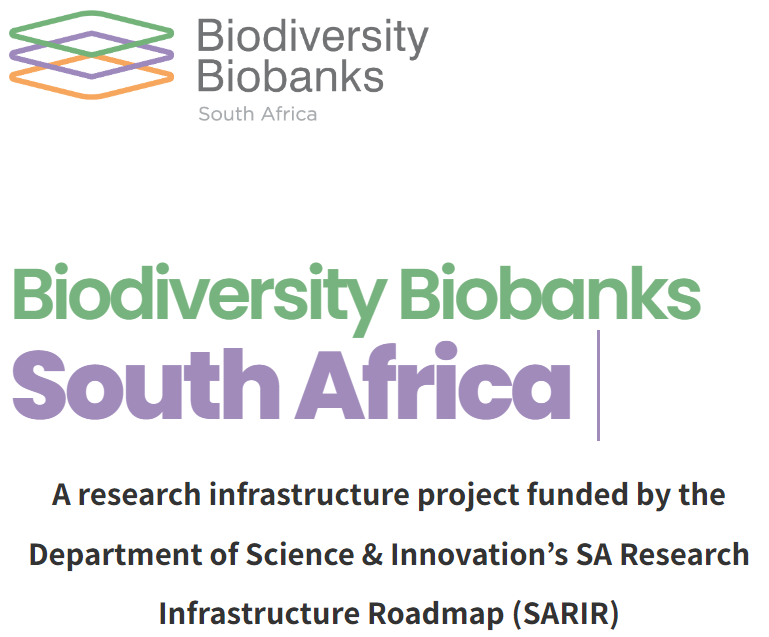 Biodiversity
Biobanks
South Africa
Biodiversity Biobanks
South Africa
A research infrastructure project funded by the
Department of Science & Innovation’s SA Research
Infrastructure Roadmap (SARIR)